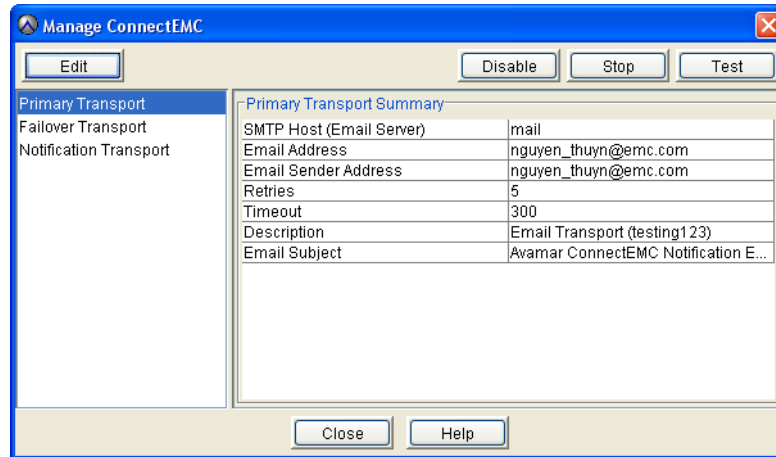 Manage ConnectEMC
Edit Disable Stop Test
Primary Transport
Failover Transport
Notification Transport
Primary Transport Summary
SMTP Host (Email Server) mail
Email Address nguyen_thuyn@emc.com
Email Sender Address nguyen_thuyn@emc.com
Retries 5
Timeout 300
Description Email Transport (testing123)
Email Subject Avamar ConnectEMC Notification E...
Close Help